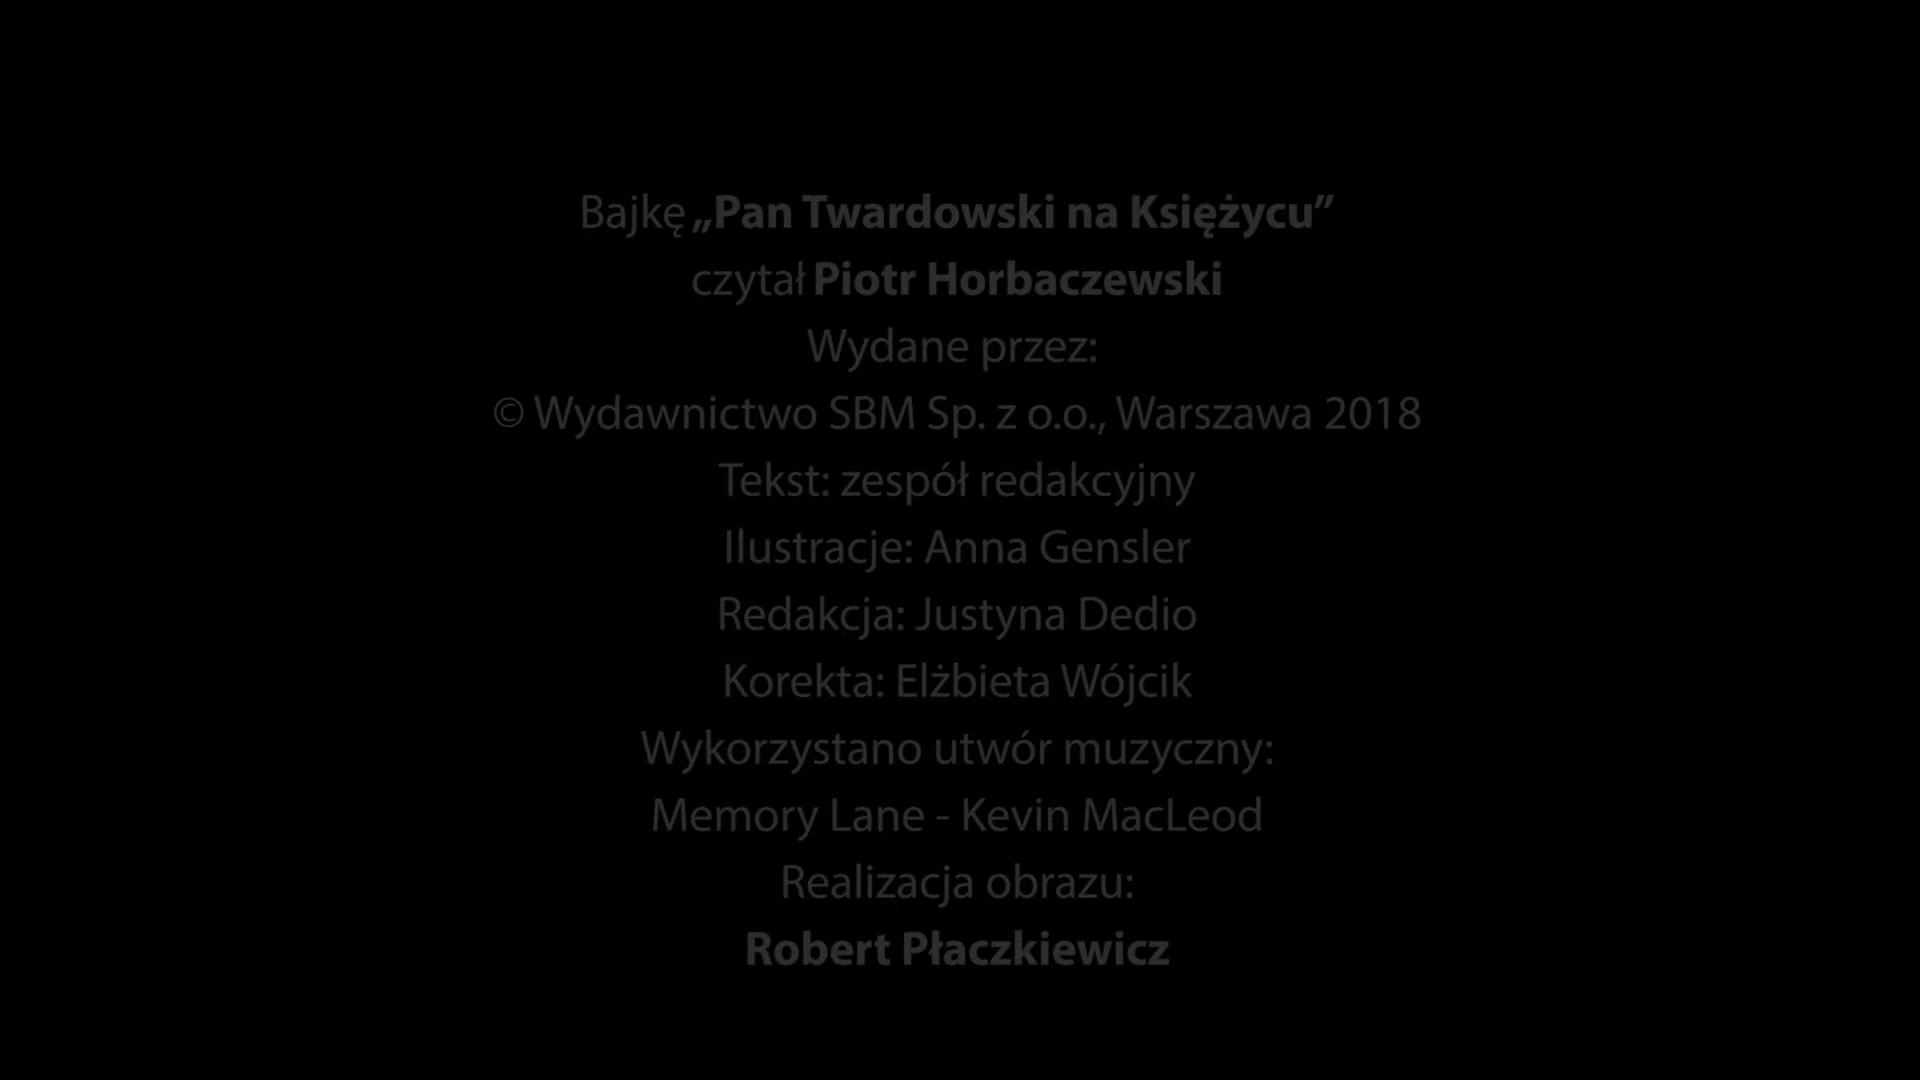 Bajkę „Pan Twardowski na Księżycu”
czytał Piotr Horbaczewski
Wydane przez:
© Wydawnictwo SBM Sp. z o.o., Warszawa 2018
Tekst: zespół redakcyjny
Ilustracje: Anna Gensler
Redakcja: Justyna Dedio
Korekta: Elżbieta Wójcik
Wykorzystano utwór muzyczny:
Memory Lane - Kevin MacLeod
Realizacja obrazu:
Robert Płaczkiewicz